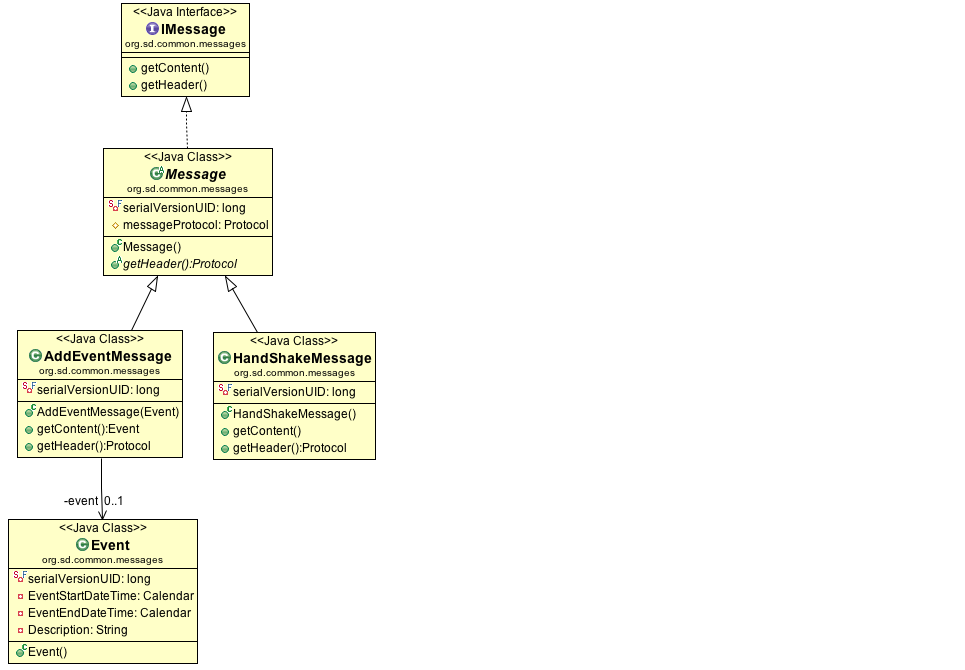 <<Java Interface>>
IMessage
org.sd.common.messages
getContent()
getHeader()
<<Java Class>>
Message
org.sd.common.messages
serialVersionUID: long
messageProtocol: Protocol
Message()
getHeader():Protocol
<<Java Class>>
AddEventMessage
org.sd.common.messages
serialVersionUID: long
AddEventMessage(Event)
getContent():Event
getHeader():Protocol
<<Java Class>>
HandShakeMessage
org.sd.common.messages
serialVersionUID: long
HandShakeMessage()
getContent()
getHeader():Protocol
-event 0..1
<<Java Class>>
Event
org.sd.common.messages
serialVersionUID: long
EventStartDateTime: Calendar
EventEndDateTime: Calendar
Description: String
Event()